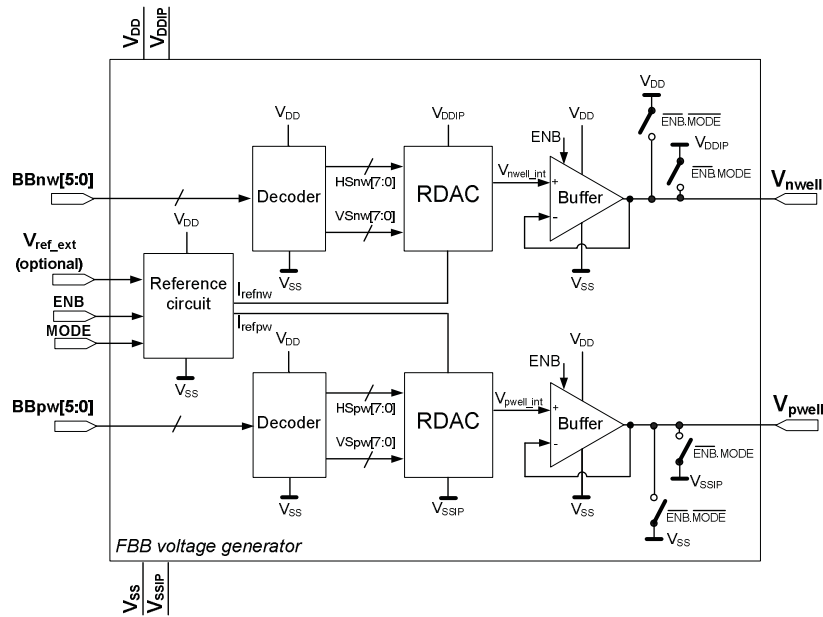 VDD
VDDIP
VDD
VDD
VDDIP
VDD
ENB.MODE
ENB
VDD
VDDIP
ENB.MODE
BBnw[5:0]
Decoder
HSnw[7:0]
VSnw[7:0]
RDAC
Vnwell_int
+
-
Buffer
Vnwell
VDD
VSS
VSS
Vref_ext
(optional)
ENB
MODE
Reference
circuit
Irefnw
Irefpw
VSS
VDD
VDD
ENB
BBpw[5:0]
Decoder
HSpw[7:0]
VSpw[7:0]
RDAC
Vpwell_int
+
-
Buffer
Vpwell
ENB.MODE
VSSIP
VSS
VSSIP
VSS
ENB.MODE
VSS
FBB voltage generator
VSS
VSSIP